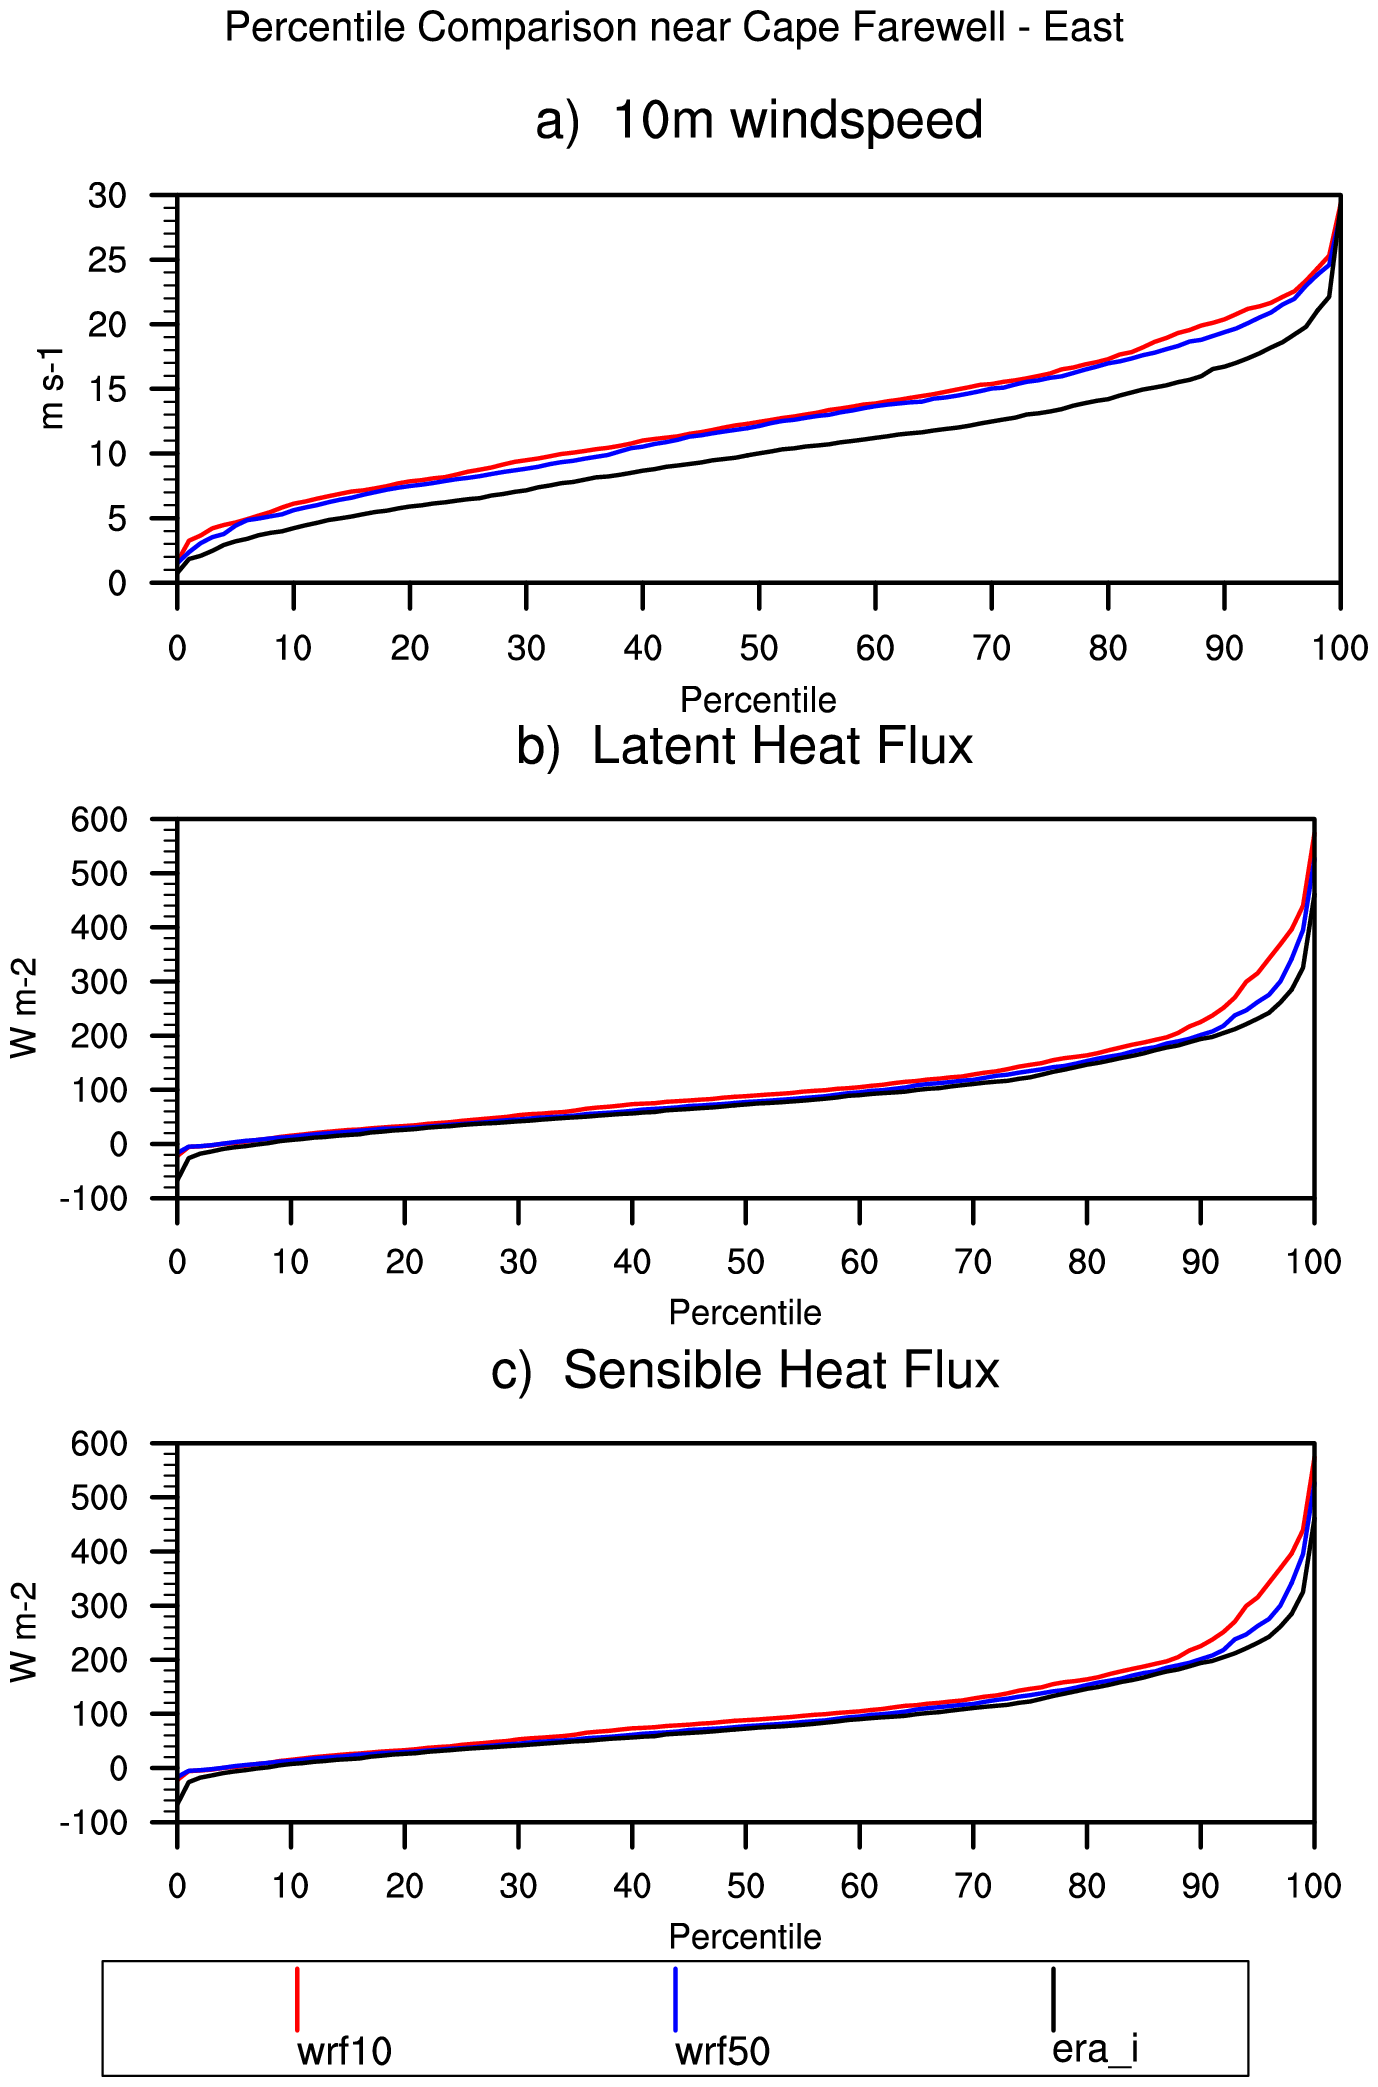 Percentile Comparison near Cape Farewell - East
a) 10m windspeed
30
25
20
15
10
5
0
m s-1
0 10 20 30 40 50 60 70 80 90 100
Percentile
b) Latent Heat Flux
600
500
400
300
200
100
0
-100
W m-2
0 10 20 30 40 50 60 70 80 90 100
Percentile
c) Sensible Heat Flux
600
500
400
300
200
100
0
-100
W m-2
0 10 20 30 40 50 60 70 80 90 100
Percentile
wrf10 wrf50 era_i